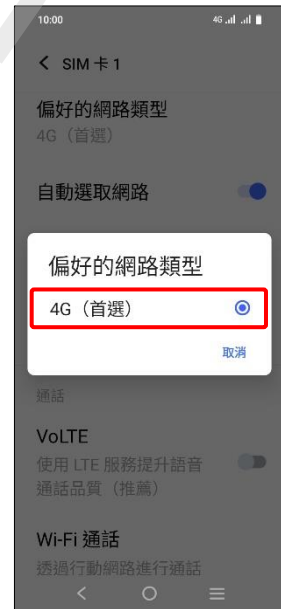 10:00
4G
SIM 卡 1
偏好的網路類型
4G（首選）
自動選取網路
偏好的網路類型
4G（首選）
取消
通話
VoLTE
使用 LTE 服務提升語音
通話品質（推薦）
Wi-Fi 通話
透過行動網路進行通話